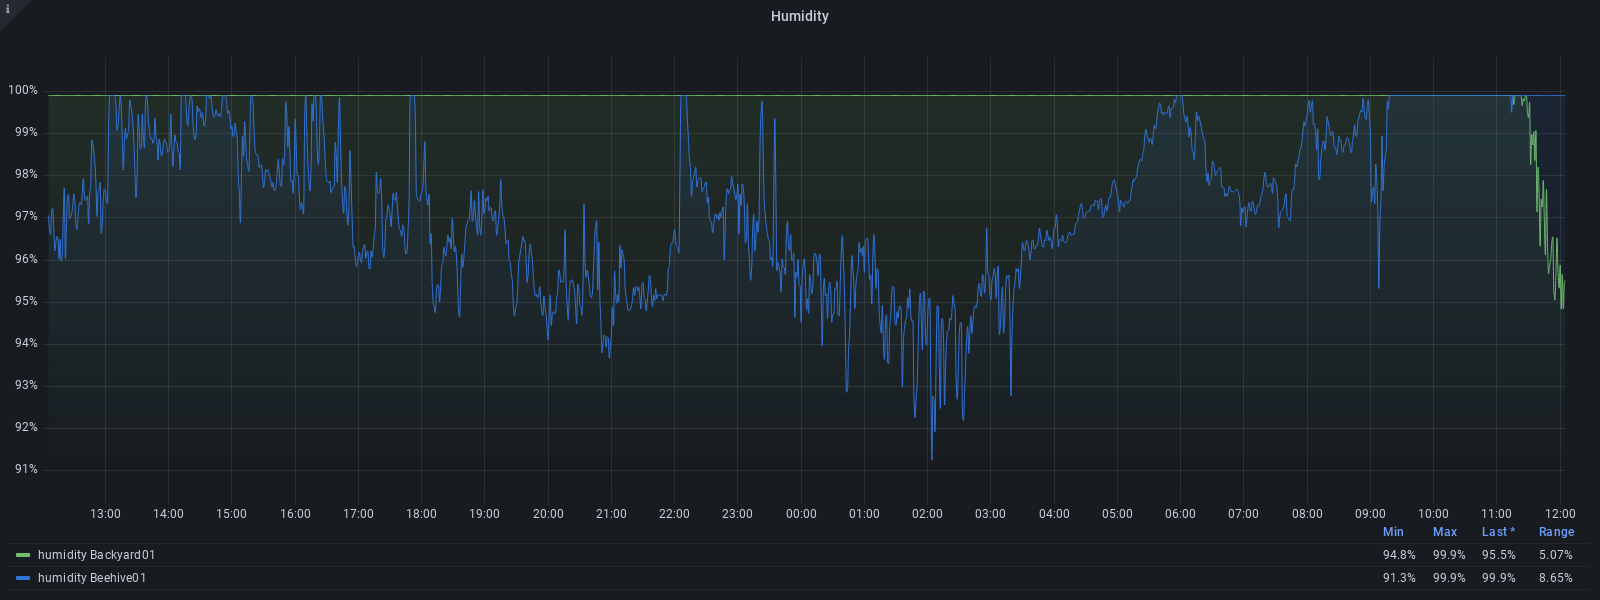 i
Humidity
100%
99%
98%
97%
96%
95%
94%
93%
92%
91%
13:00 14:00 15:00 16:00 17:00 18:00 19:00 20:00 21:00 22:00 23:00 00:00 01:00 02:00 03:00 04:00 05:00 06:00 07:00 08:00 09:00 10:00 11:00 12:00
Min Max Last * Range
humidity Backyard01 94.8% 99.9% 95.5% 5.07%
humidity Beehive01 91.3% 99.9% 99.9% 8.65%